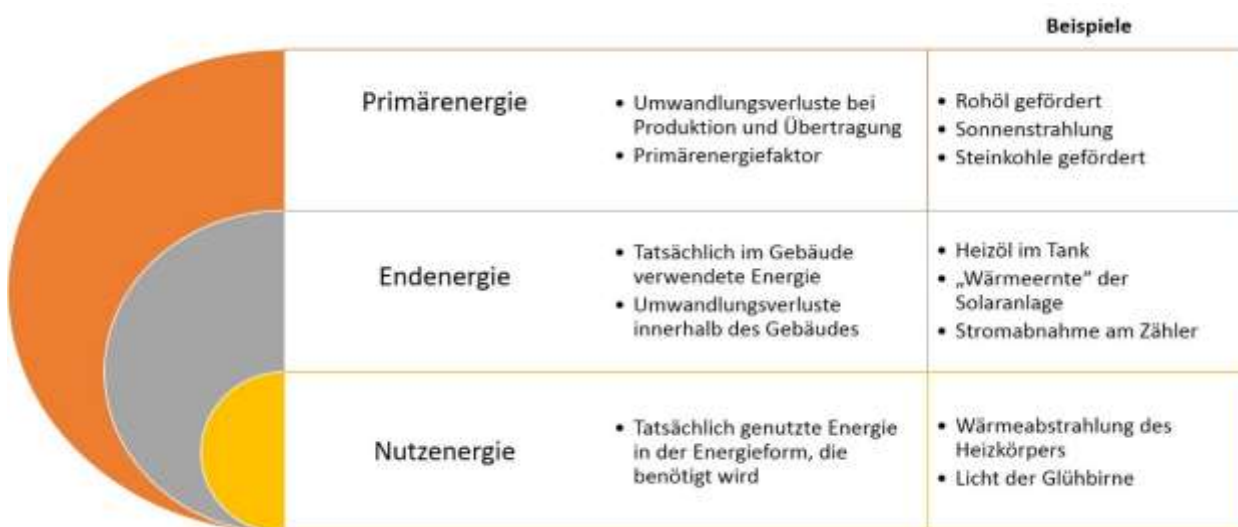 Beispiele
Primärenergie
• Umwandlungsverluste bei
Produktion und Übertragung
• Primärenergiefaktor
• Rohöl gefördert
• Sonnenstrahlung
• Steinkohle gefördert
Endenergie
• Tatsächlich im Gebäude
verwendete Energie
• Umwandlungsverluste
innerhalb des Gebäudes
• Heizöl im Tank
• „Wärmeernte“ der
Solaranlage
• Stromabnahme am Zähler
Nutzenergie
• Tatsächlich genutzte Energie
in der Energieform, die
benötigt wird
• Wärmeabstrahlung des
Heizkörpers
• Licht der Glühbirne